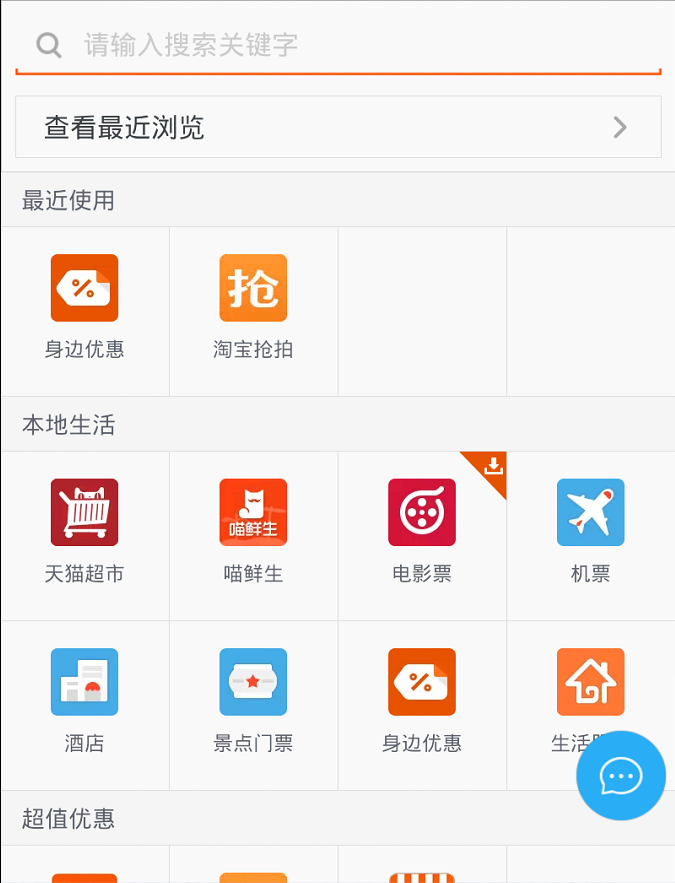 请输入搜索关键字
查看最近浏览
最近使用
抢
身边优惠
淘宝抢拍
本地生活
喵鲜生
天猫超市
喵鲜生
电影票
机票
酒店
景点门票
身边优惠
生活
超值优惠